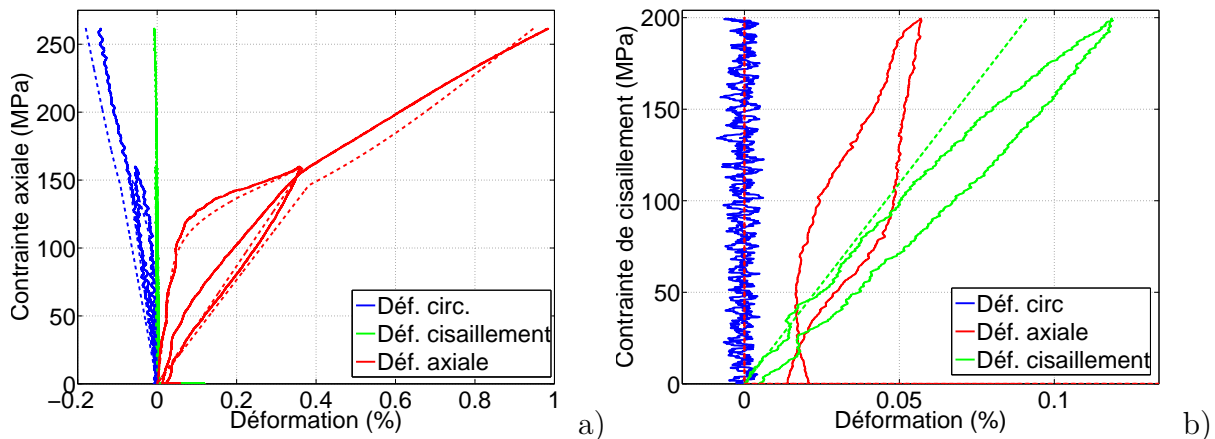 250
200
150
100
50
0
−0.2
0
0.2
0.4
0.6
0.8
1
Contrainte axiale (MPa)
Déformation (%)
Déf. circ.
Déf. cisaillement
Déf. axiale
a)
200
150
100
50
0
0
0.05
0.1
Contrainte de cisaillement (MPa)
Déformation (%)
Déf. circ
Déf. axiale
Déf. cisaillement
b)